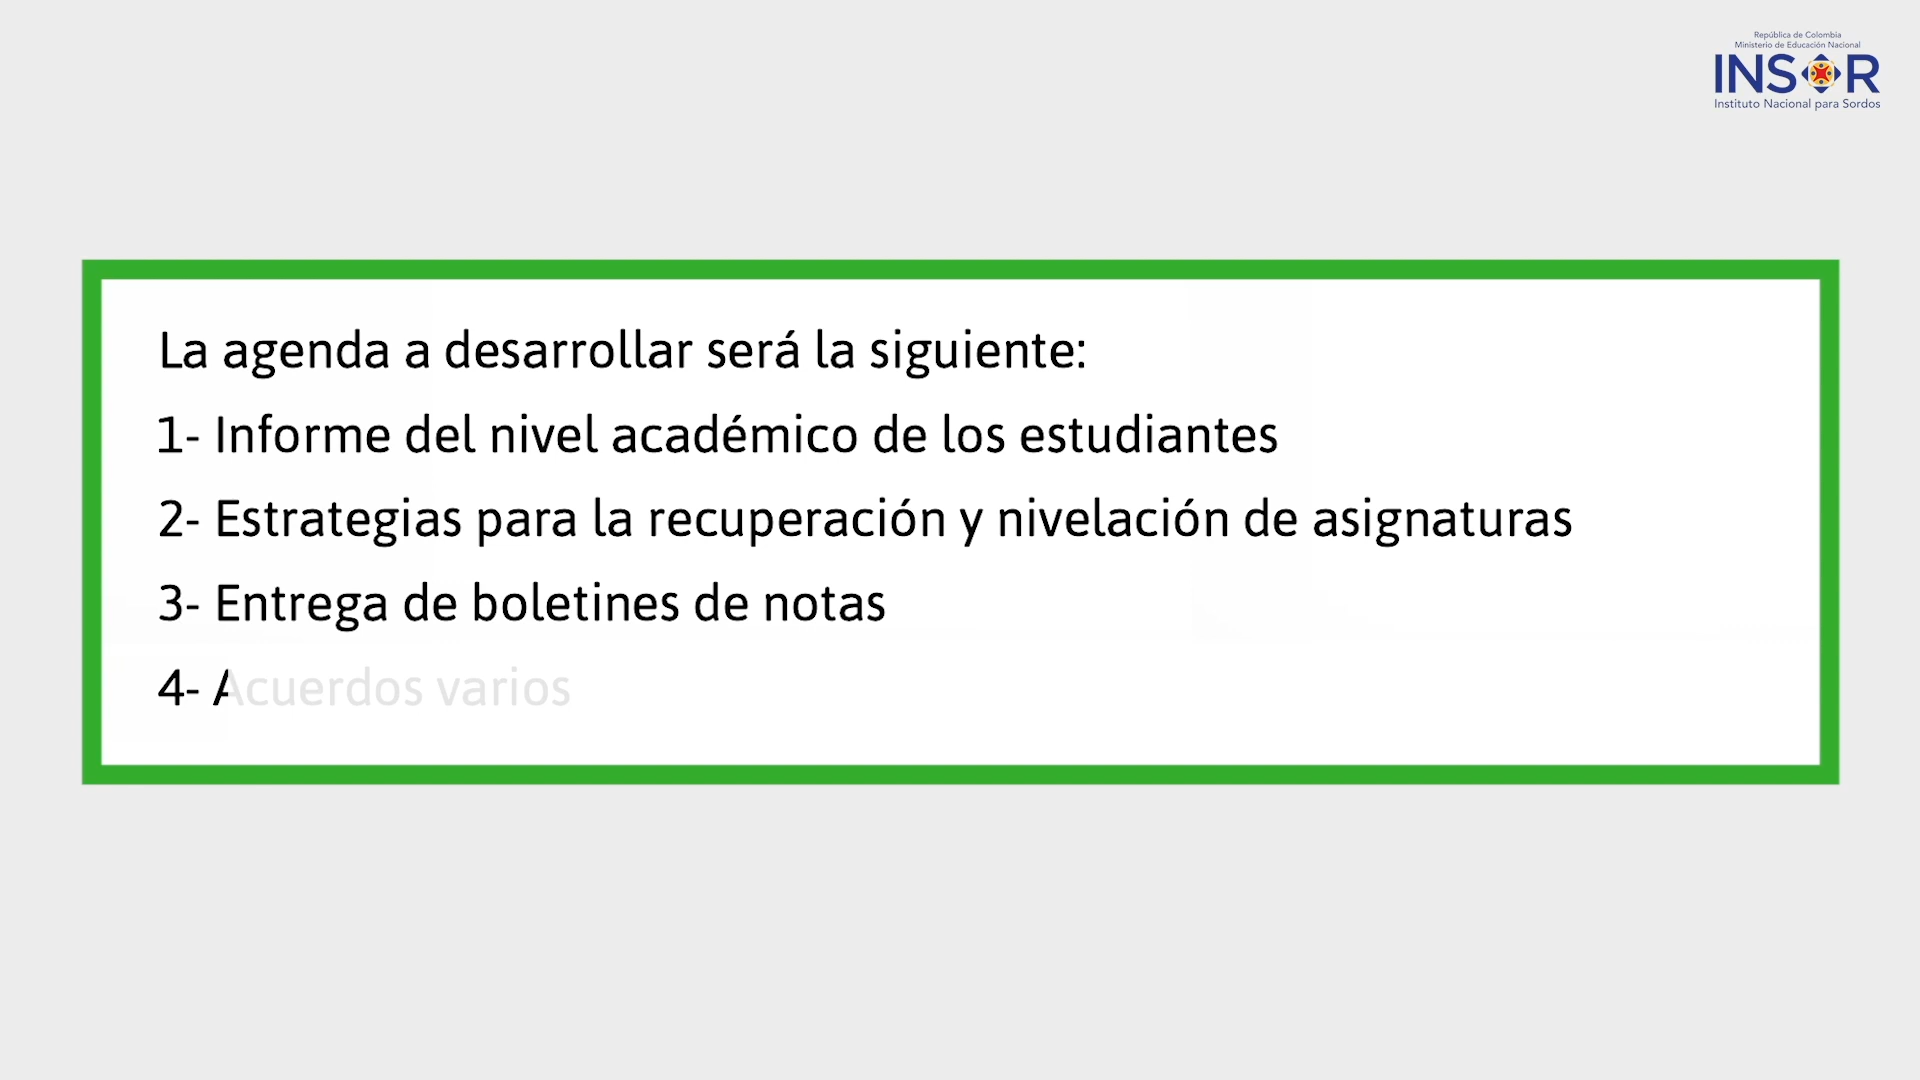 República de Colombia
Ministerio de Educación Nacional
INSOR
Instituto Nacional para Sordos
La agenda a desarrollar será la siguiente:
1- Informe del nivel académico de los estudiantes
2- Estrategias para la recuperación y nivelación de asignaturas
3- Entrega de boletines de notas
4- Acuerdos varios